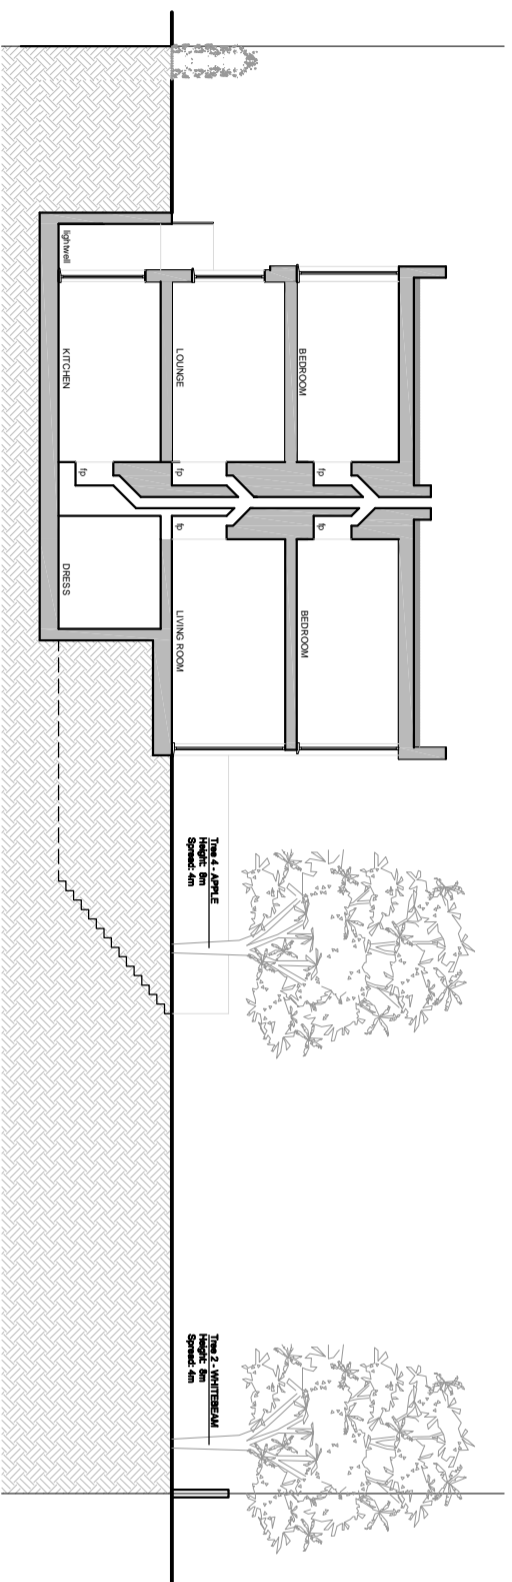 BEDROOM
fp
fp
BEDROOM
LOUNGE
fp
fp
LIVING ROOM
Tree 4 - APPLE
Height: 8m
Spread: 4m
Tree 2 - WHITEBEAM
Height: 8m
Spread: 4m
lightwell
KITCHEN
fp
DRESS